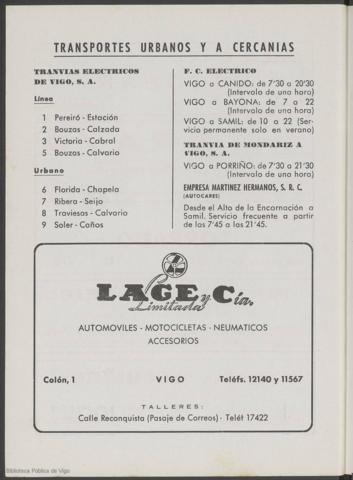 TRANSPORTES URBANOS Y A CERCANIAS
TRANVIAS ELECTRICOS
DE VIGO, S. A.
Línea
1 Pereiró - Estación
2 Bouzas - Calzada
3 Victoria - Cabral
5 Bouzas - Calvario
Urbano
6 Florida - Chapela
7 Ribera - Seijo
8 Traviesas - Calvario
9 Soler - Caños
F. C. ELECTRICO
VIGO a CANIDO: de 7'30 a 20'30
(Intervalo de una hora)
VIGO a BAYONA: de 7 a 22
(Intervalo de una hora)
VIGO a SAMIL: de 10 a 22 (Ser-
vicio permanente solo en verano)
TRANVIA DE MONDARIZ A
VIGO, S. A.
VIGO a PORRIÑO: de 7'30 a 21'30
(Intervalo de una hora)
EMPRESA MARTINEZ HERMANOS, S. R. C.
(AUTOCARES)
Desde el Alto de la Encarnación a
Samil. Servicio frecuente a partir
de las 7'45 a las 21'45.
LAGE y Cía.
Limitada
AUTOMOVILES - MOTOCICLETAS - NEUMATICOS
ACCESORIOS
Colón, 1 VIGO Teléfs. 12140 y 11567
TALLERES:
Calle Reconquista (Pasaje de Correos) - Teléf 17422
Biblioteca Pública de Vigo